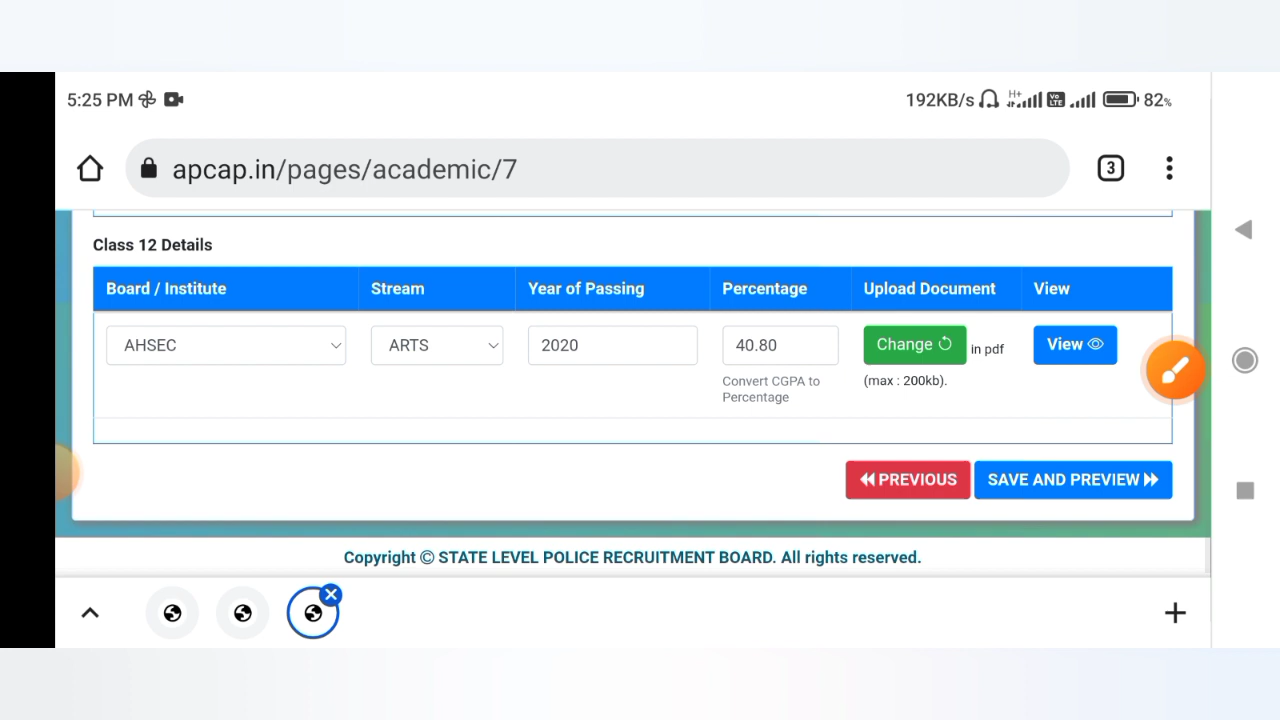 5:25 PM 192KB/s H+ Vo LTE 82%
apcap.in/pages/academic/7 3
Class 12 Details
Board / Institute Stream Year of Passing Percentage Upload Document View
AHSEC ARTS 2020 40.80 Change in pdf View
Convert CGPA to (max : 200kb).
Percentage
PREVIOUS SAVE AND PREVIEW
Copyright © STATE LEVEL POLICE RECRUITMENT BOARD. All rights reserved.